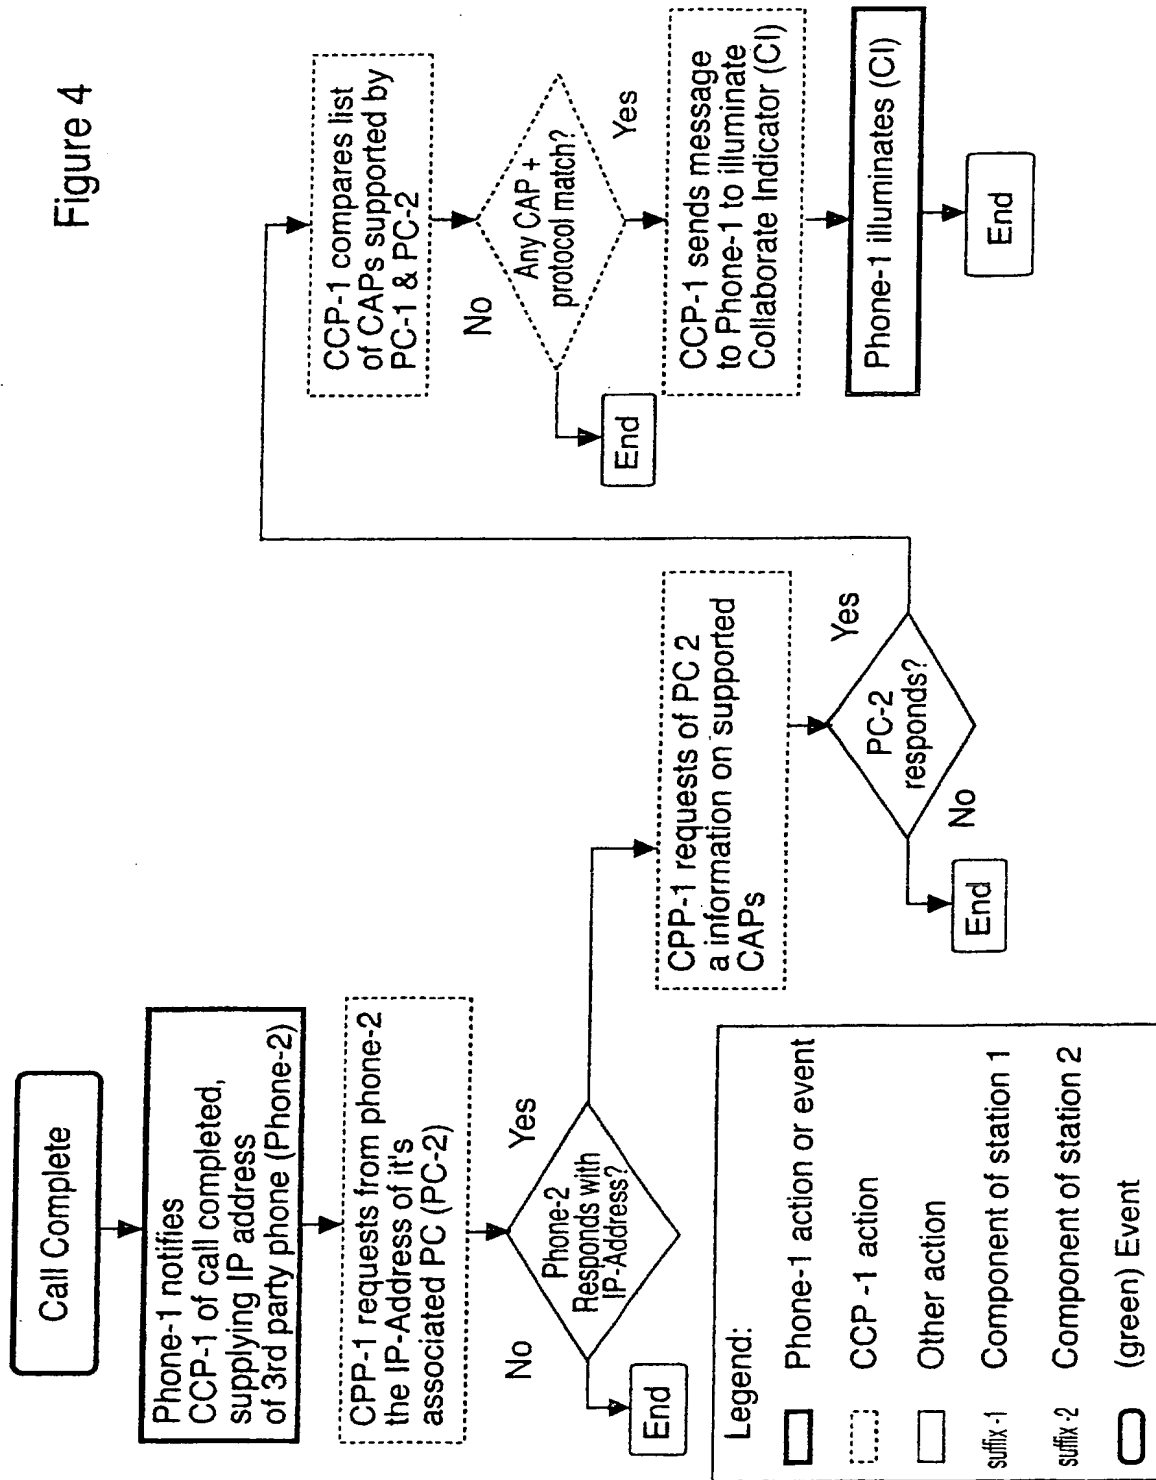 Figure 4
Call Complete
Phone-1 notifies
CCP-1 of call completed,
supplying IP address
of 3rd party phone (Phone-2)
CPP-1 requests from phone-2
the IP-Address of it's
associated PC (PC-2)
Phone-2
Responds with
IP-Address?
No
Yes
End
CPP-1 requests of PC 2
a information on supported
CAPs
PC-2
responds?
No
Yes
End
CCP-1 compares list
of CAPs supported by
PC-1 & PC-2
Any CAP +
protocol match?
No
Yes
End
CCP-1 sends message
to Phone-1 to illuminate
Collaborate Indicator (CI)
Phone-1 illuminates (CI)
End
Legend:
Phone-1 action or event
CCP -1 action
Other action
suffix -1 Component of station 1
suffix -2 Component of station 2
(green) Event